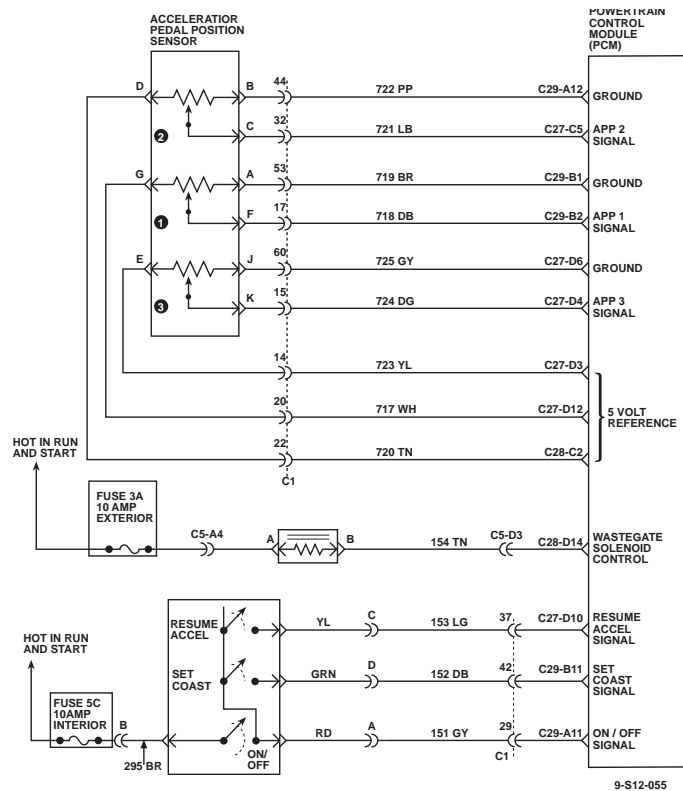 ACCELERATIOR
PEDAL POSITION
SENSOR
POWERTRAIN
CONTROL
MODULE
(PCM)
D
B
44
722 PP
C29-A12
GROUND
2
C
32
721 LB
C27-C5
APP 2
SIGNAL
G
A
53
719 BR
C29-B1
GROUND
1
F
17
718 DB
C29-B2
APP 1
SIGNAL
E
J
60
725 GY
C27-D6
GROUND
3
K
15
724 DG
C27-D4
APP 3
SIGNAL
14
723 YL
C27-D3
20
717 WH
C27-D12
5 VOLT
REFERENCE
22
720 TN
C28-C2
C1
HOT IN RUN
AND START
FUSE 3A
10 AMP
EXTERIOR
C5-A4
A
B
154 TN
C5-D3
C28-D14
WASTEGATE
SOLENOID
CONTROL
RESUME
ACCEL
YL
C
153 LG
37
C27-D10
RESUME
ACCEL
SIGNAL
HOT IN RUN
AND START
SET
COAST
GRN
D
152 DB
42
C29-B11
SET
COAST
SIGNAL
FUSE 5C
10AMP
INTERIOR
B
295 BR
ON/
OFF
RD
A
151 GY
29
C1
C29-A11
ON / OFF
SIGNAL
9-S12-055